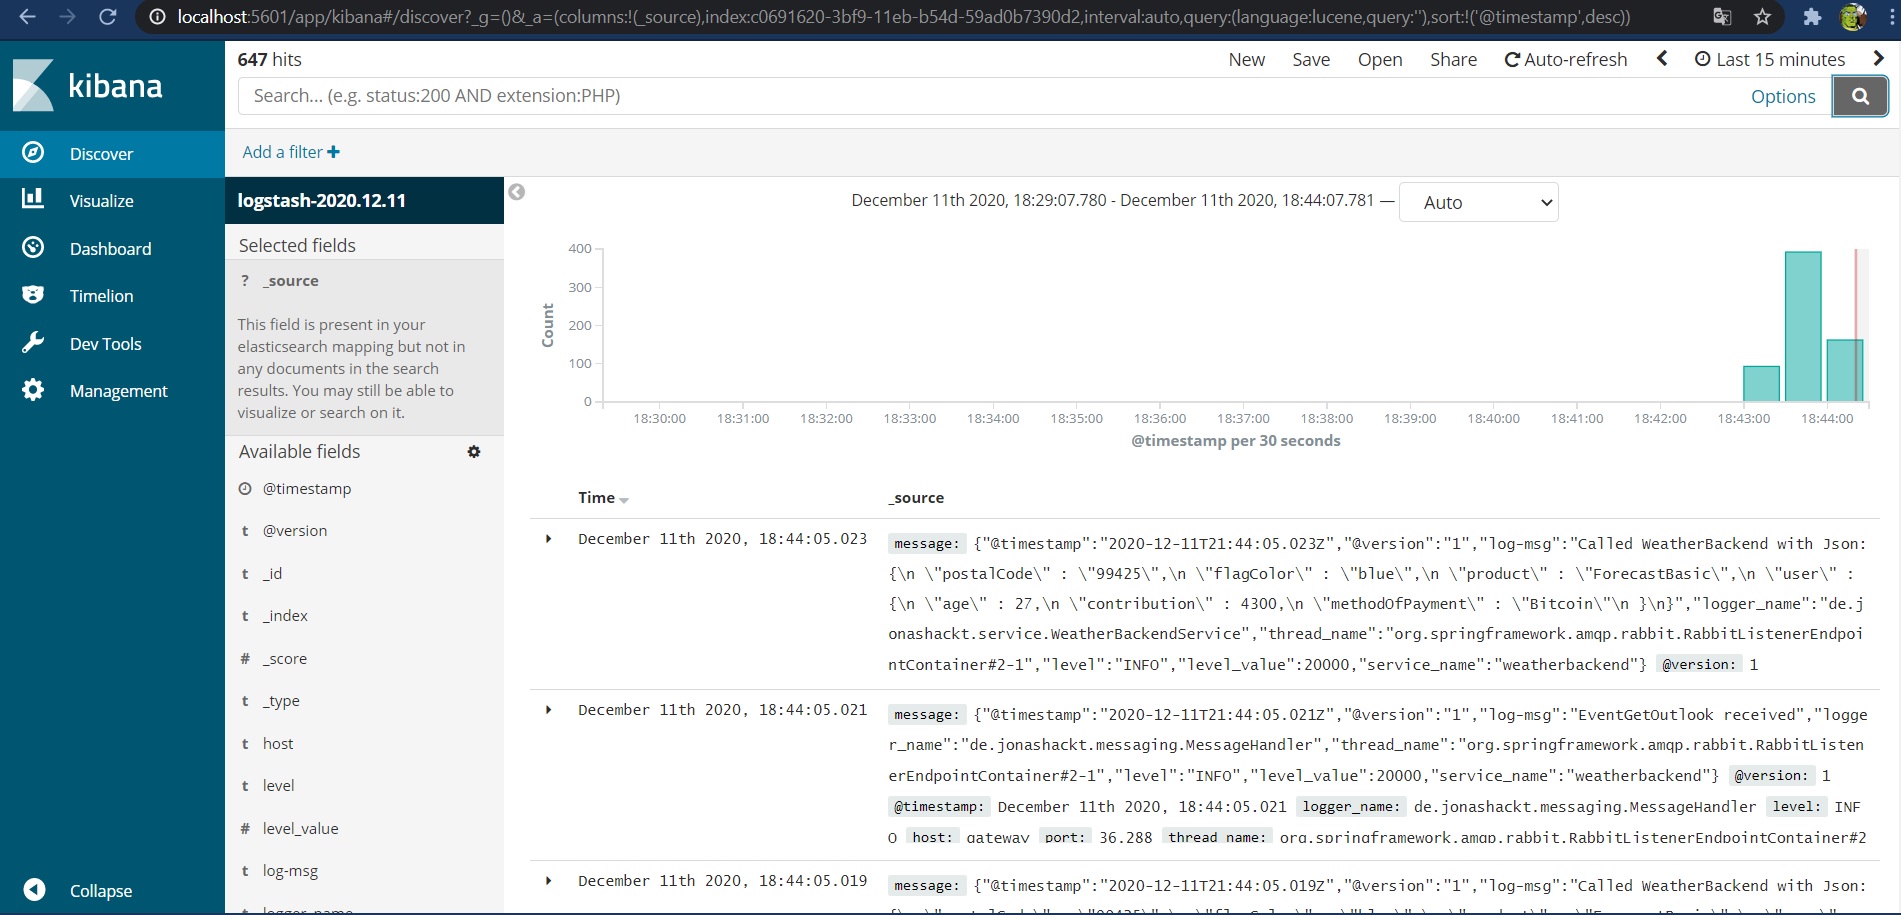 localhost:5601/app/kibana#/discover?_g=()&_a=(columns:!(_source),index:c0691620-3bf9-11eb-b54d-59ad0b7390d2,interval:auto,query:(language:lucene,query:''),sort:!('@timestamp',desc))
kibana
Discover
Visualize
Dashboard
Timelion
Dev Tools
Management
Collapse
647 hits
New Save Open Share Auto-refresh Last 15 minutes
Search... (e.g. status:200 AND extension:PHP)
Options
Add a filter +
logstash-2020.12.11
Selected fields
? _source
This field is present in your
elasticsearch mapping but not in
any documents in the search
results. You may still be able to
visualize or search on it.
Available fields
@timestamp
t @version
t _id
t _index
# _score
t _type
t host
t level
# level_value
t log-msg
t logger_name
December 11th 2020, 18:29:07.780 - December 11th 2020, 18:44:07.781 —
Auto
400
300
200
100
0
Count
18:30:00 18:31:00 18:32:00 18:33:00 18:34:00 18:35:00 18:36:00 18:37:00 18:38:00 18:39:00 18:40:00 18:41:00 18:42:00 18:43:00 18:44:00
@timestamp per 30 seconds
Time _source
December 11th 2020, 18:44:05.023
message: {"@timestamp":"2020-12-11T21:44:05.023Z","@version":"1","log-msg":"Called WeatherBackend with Json:
{\n \"postalCode\" : \"99425\",\n \"flagColor\" : \"blue\",\n \"product\" : \"ForecastBasic\",\n \"user\" :
{\n \"age\" : 27,\n \"contribution\" : 4300,\n \"methodOfPayment\" : \"Bitcoin\"\n }\n}","logger_name":"de.j
onashackt.service.WeatherBackendService","thread_name":"org.springframework.amqp.rabbit.RabbitListenerEndpoi
ntContainer#2-1","level":"INFO","level_value":20000,"service_name":"weatherbackend"} @version: 1
December 11th 2020, 18:44:05.021
message: {"@timestamp":"2020-12-11T21:44:05.021Z","@version":"1","log-msg":"EventGetOutlook received","logge
r_name":"de.jonashackt.messaging.MessageHandler","thread_name":"org.springframework.amqp.rabbit.RabbitListen
erEndpointContainer#2-1","level":"INFO","level_value":20000,"service_name":"weatherbackend"} @version: 1
@timestamp: December 11th 2020, 18:44:05.021 logger_name: de.jonashackt.messaging.MessageHandler level: INF
O host: gateway port: 36.288 thread_name: org.springframework.amqp.rabbit.RabbitListenerEndpointContainer#2
December 11th 2020, 18:44:05.019
message: {"@timestamp":"2020-12-11T21:44:05.019Z","@version":"1","log-msg":"Called WeatherBackend with Json: